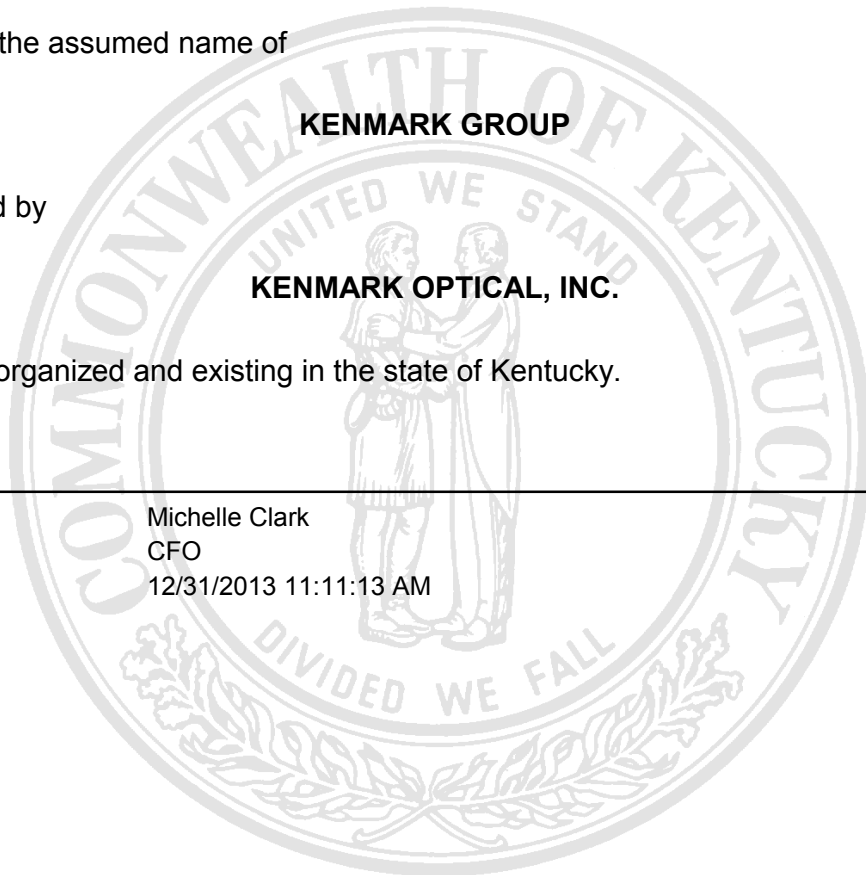 the assumed name of
KENMARK GROUP
d by
KENMARK OPTICAL, INC.
organized and existing in the state of Kentucky.
Michelle Clark
CFO
12/31/2013 11:11:13 AM
COMMONWEALTH OF KENTUCKY
UNITED WE STAND
DIVIDED WE FALL